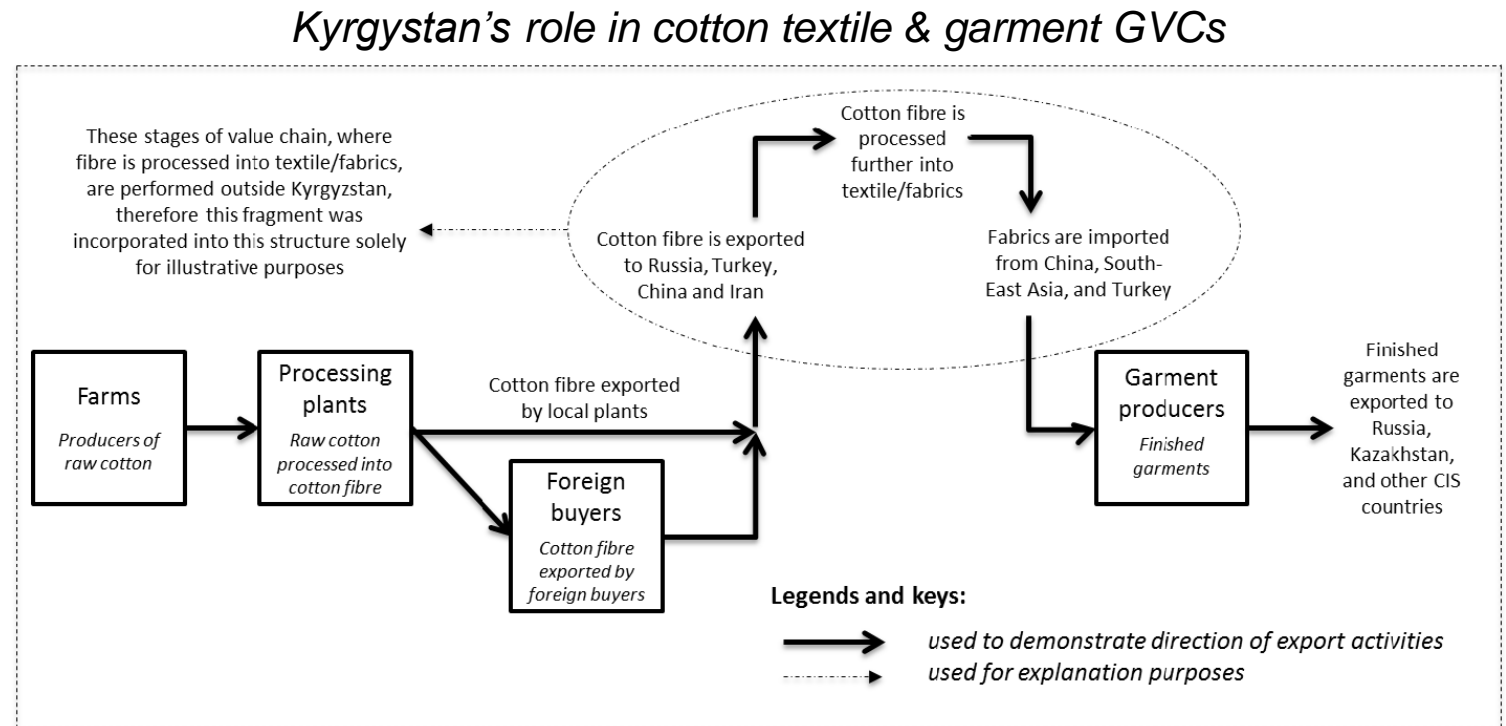 Kyrgystan's role in cotton textile & garment GVCs
These stages of value chain, where
fibre is processed into textile/fabrics,
are performed outside Kyrgyzstan,
therefore this fragment was
incorporated into this structure solely
for illustrative purposes
Cotton fibre is
processed
further into
textile/fabrics
Cotton fibre is exported
to Russia, Turkey,
China and Iran
Fabrics are imported
from China, South-
East Asia, and Turkey
Farms
Producers of
raw cotton
Processing
plants
Raw cotton
processed into
cotton fibre
Cotton fibre exported
by local plants
Foreign
buyers
Cotton fibre
exported by
foreign buyers
Garment
producers
Finished
garments
Finished
garments are
exported to
Russia,
Kazakhstan,
and other CIS
countries
Legends and keys:
used to demonstrate direction of export activities
used for explanation purposes